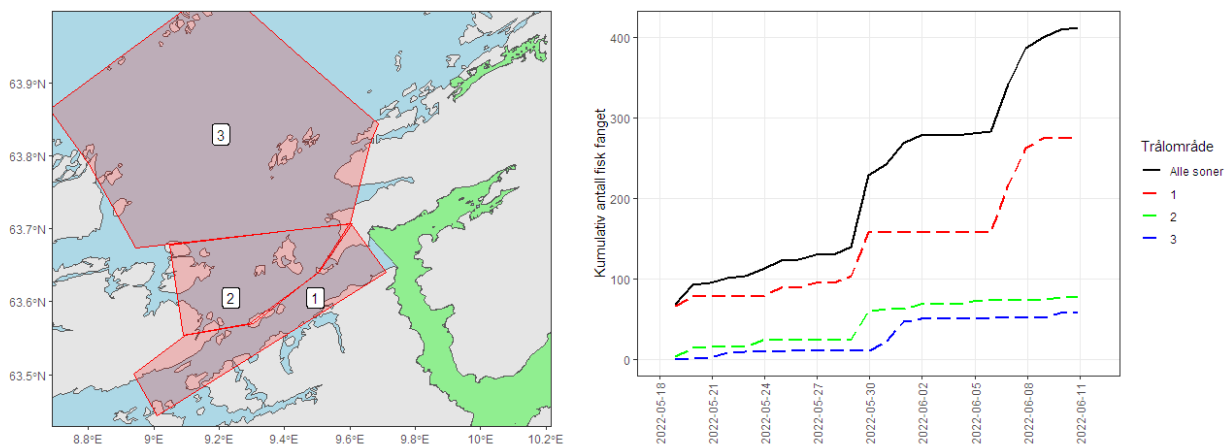 63.9°N
63.8°N
63.7°N
63.6°N
63.5°N
3
2
1
8.8°E
9°E
9.2°E
9.4°E
9.6°E
9.8°E
10°E
10.2°E
Kumulativ antall fisk fanget
400
300
200
100
0
2022-05-18
2022-05-21
2022-05-24
2022-05-27
2022-05-30
2022-06-02
2022-06-05
2022-06-08
2022-06-11
Trålområde
Alle soner
1
2
3